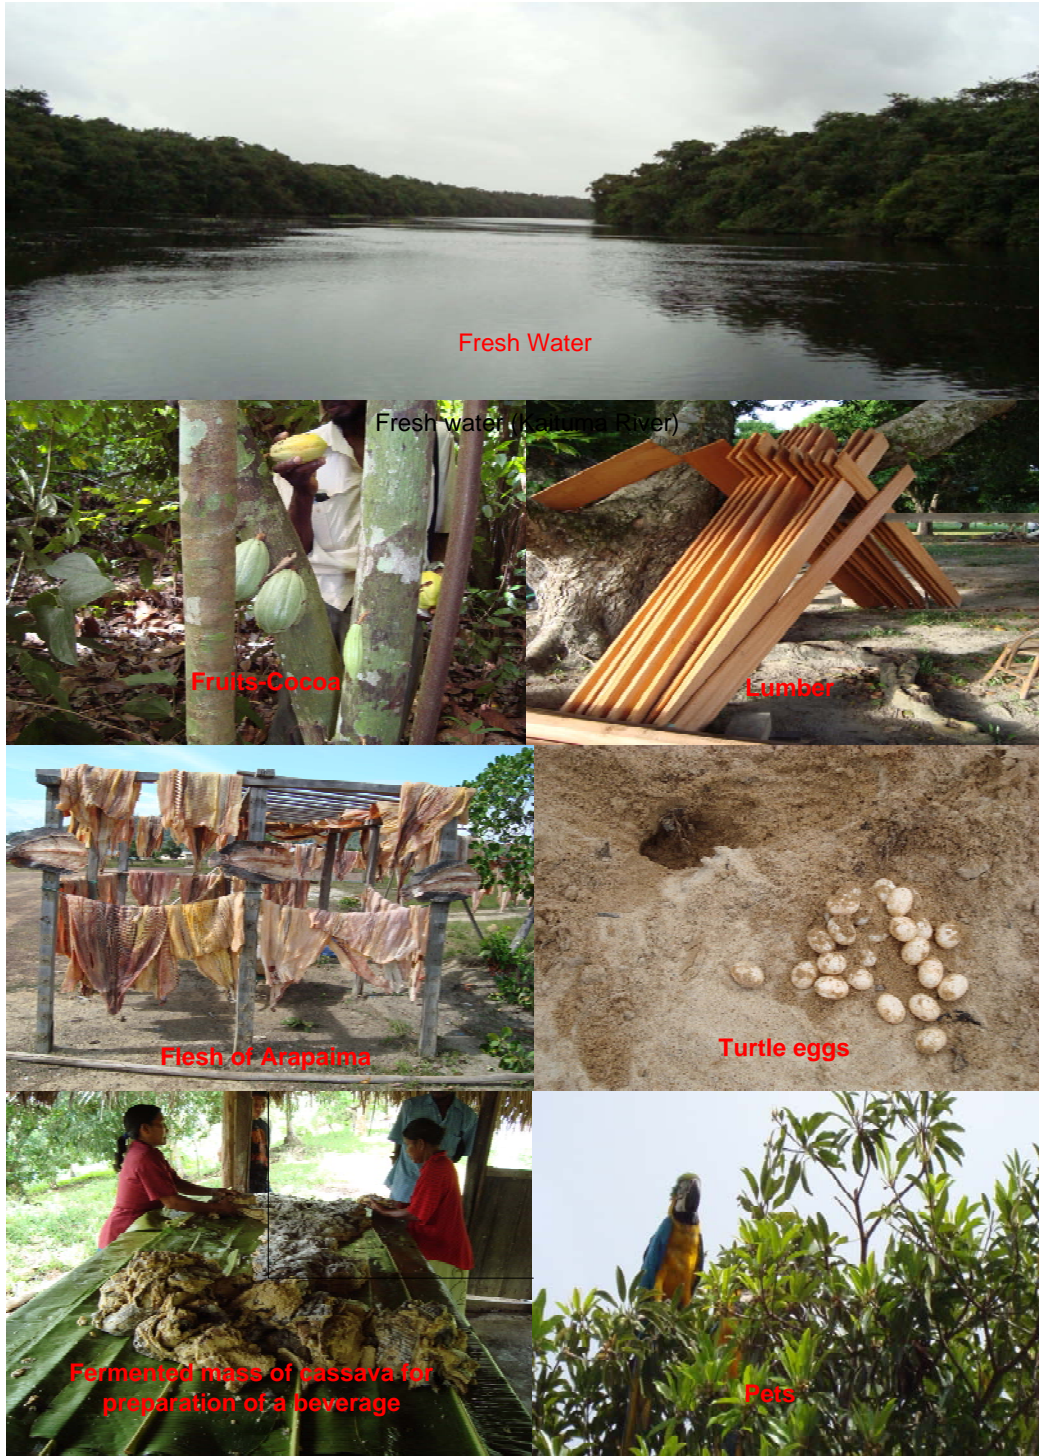 Fresh Water
Fresh water (Kaituma River)
Fruits-Cocoa
Lumber
Flesh of Arapaima
Turtle eggs
Fermented mass of cassava for
preparation of a beverage
Pets